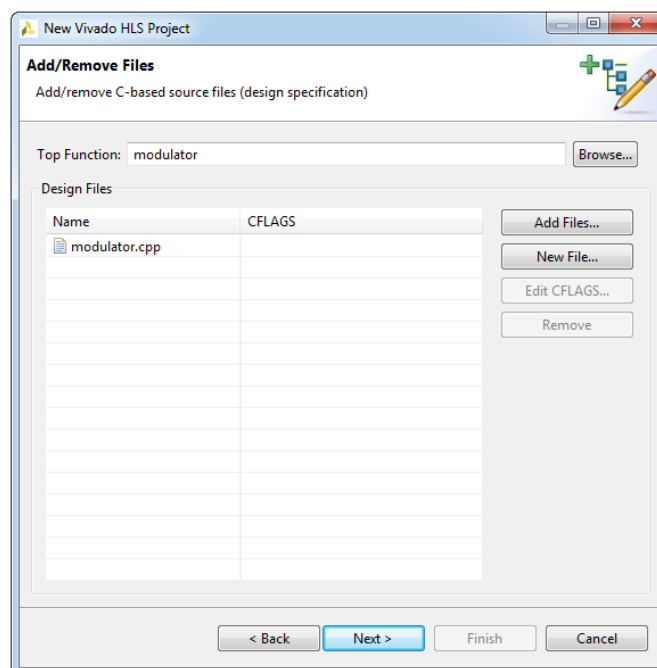 New Vivado HLS Project
Add/Remove Files
Add/remove C-based source files (design specification)
Top Function: modulator Browse...
Design Files
Name CFLAGS
modulator.cpp
Add Files...
New File...
Edit CFLAGS...
Remove
< Back Next > Finish Cancel